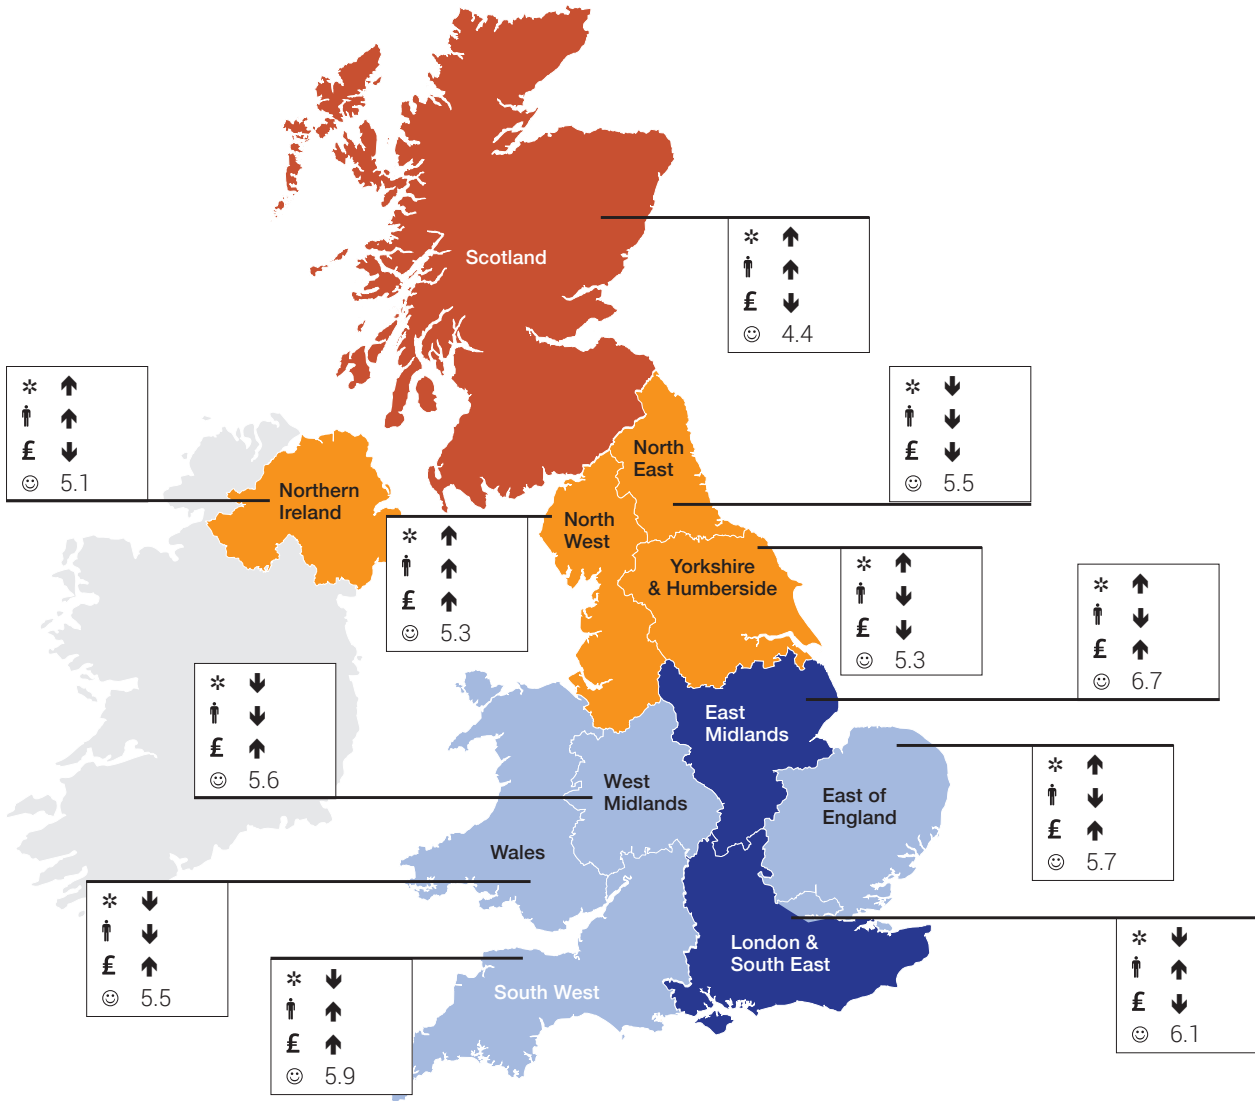 Scotland
✲ ↑
↑
£ ↓
☺ 4.4
✲ ↑
↑
£ ↓
☺ 5.1
✲ ↓
↓
£ ↓
☺ 5.5
North
East
Northern
Ireland
North
West
✲ ↑
↑
£ ↑
☺ 5.3
Yorkshire
& Humberside
✲ ↑
↓
£ ↓
☺ 5.3
✲ ↑
↓
£ ↑
☺ 6.7
✲ ↓
↓
£ ↑
☺ 5.6
East
Midlands
West
Midlands
East of
England
✲ ↑
↓
£ ↑
☺ 5.7
Wales
✲ ↓
↓
£ ↑
☺ 5.5
London &
South East
✲ ↓
↑
£ ↓
☺ 6.1
South West
✲ ↓
↑
£ ↑
☺ 5.9